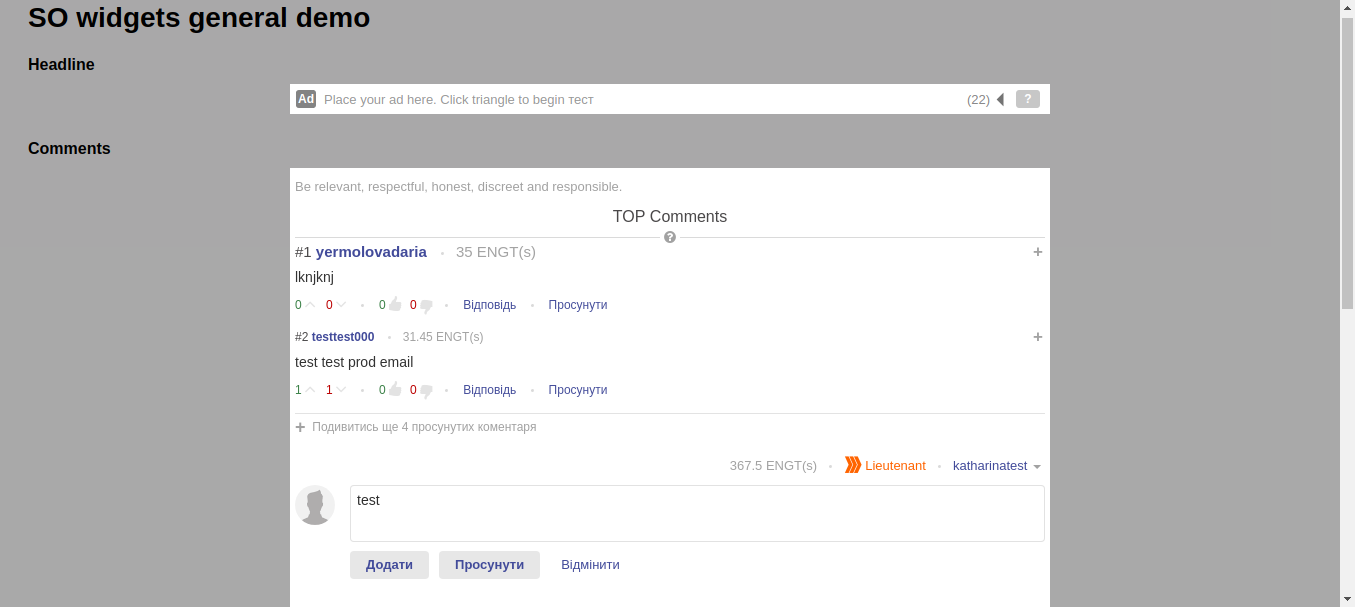 SO widgets general demo
Headline
Ad Place your ad here. Click triangle to begin тест (22) ?
Comments
Be relevant, respectful, honest, discreet and responsible.
TOP Comments
?
#1 yermolovadaria • 35 ENGT(s) +
lknjknj
0 0 • 0 0 • Відповідь • Просунути
#2 testtest000 • 31.45 ENGT(s) +
test test prod email
1 1 • 0 0 • Відповідь • Просунути
+ Подивитись ще 4 просунутих коментаря
367.5 ENGT(s) • Lieutenant • katharinatest
test
Додати Просунути Відмінити